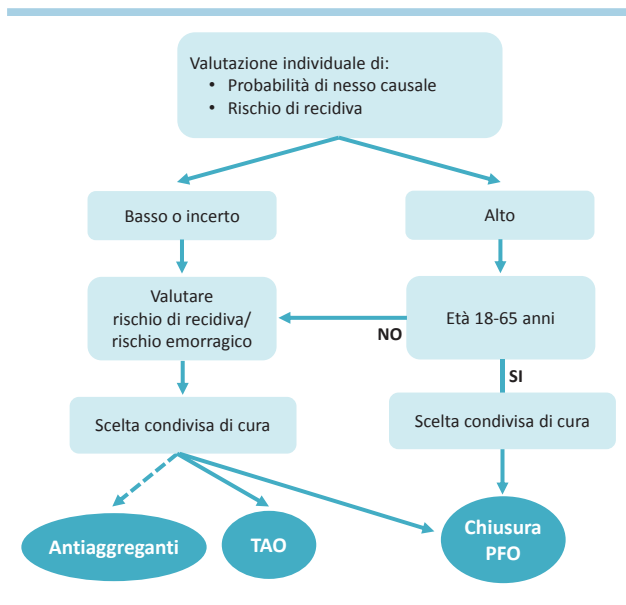 Valutazione individuale di:
• Probabilità di nesso causale
• Rischio di recidiva
Basso o incerto
Alto
Valutare
rischio di recidiva/
rischio emorragico
NO
Età 18-65 anni
SI
Scelta condivisa di cura
Scelta condivisa di cura
Antiaggreganti
TAO
Chiusura
PFO